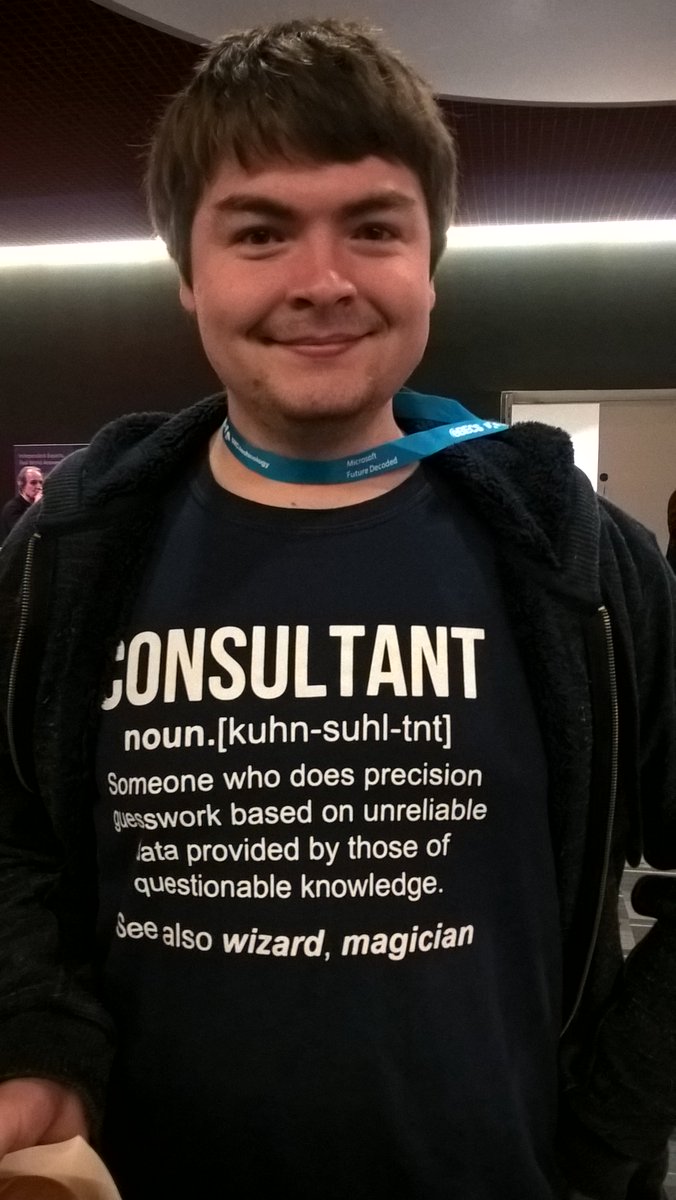 Microsoft
Future Decoded
CONSULTANT
noun.[kuhn-suhl-tnt]
Someone who does precision
guesswork based on unreliable
data provided by those of
questionable knowledge.
See also wizard, magician